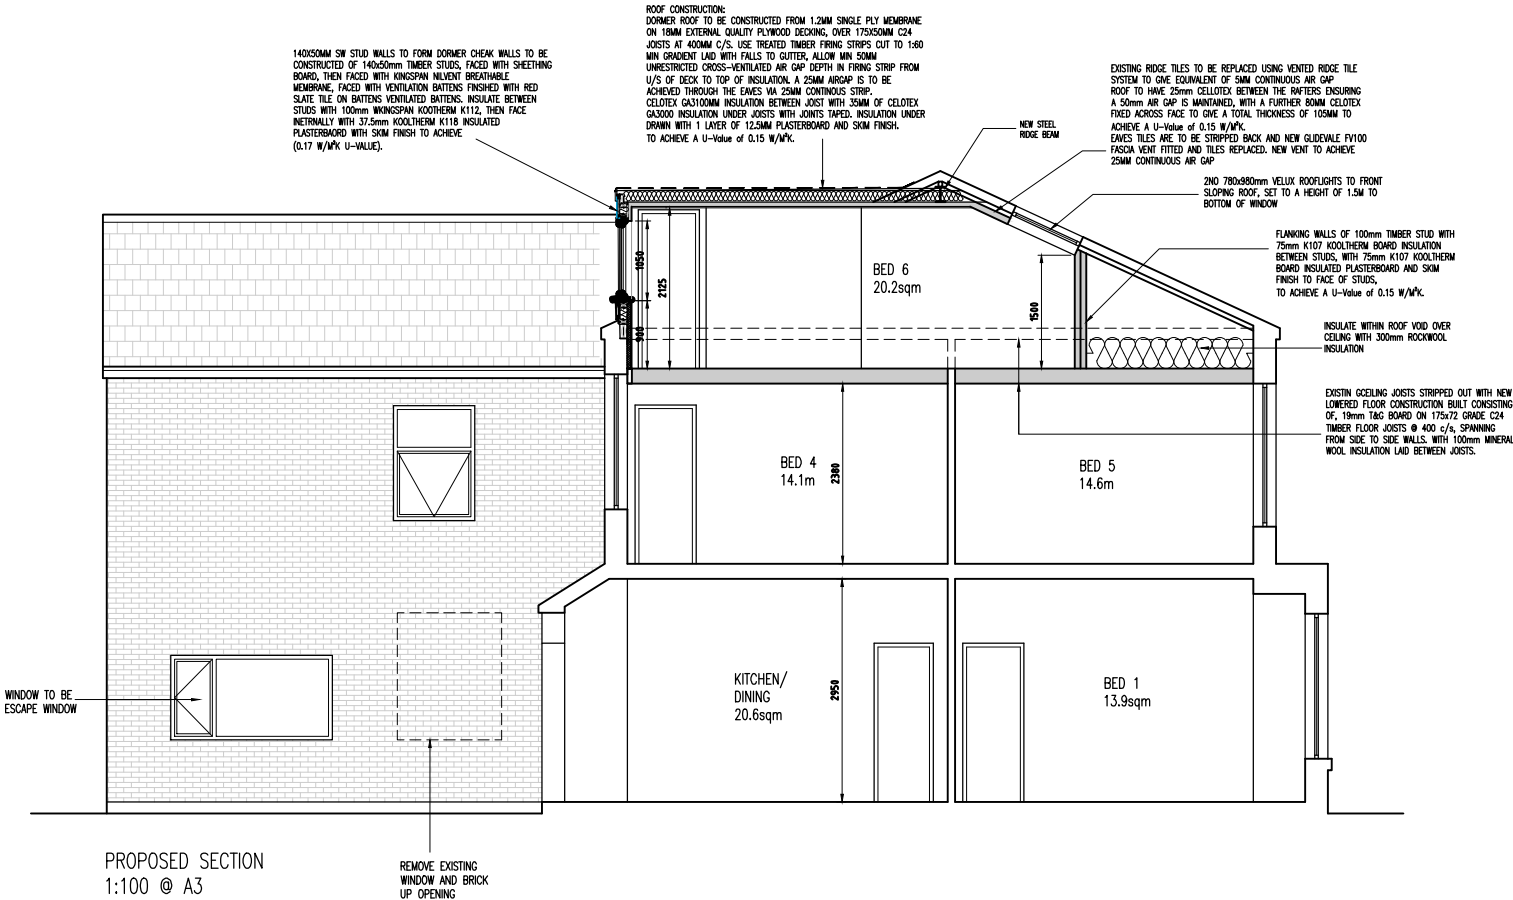 ROOF CONSTRUCTION:
DORMER ROOF TO BE CONSTRUCTED FROM 1.2MM SINGLE PLY MEMBRANE
ON 18MM EXTERNAL QUALITY PLYWOOD DECKING, OVER 175X50MM C24
JOISTS AT 400MM C/S. USE TREATED TIMBER FIRING STRIPS CUT TO 1:60
MIN GRADIENT LAID WITH FALLS TO GUTTER, ALLOW MIN 50MM
UNRESTRICTED CROSS-VENTILATED AIR GAP DEPTH IN FIRING STRIP FROM
U/S OF DECK TO TOP OF INSULATION. A 25MM AIRGAP IS TO BE
ACHIEVED THROUGH THE EAVES VIA 25MM CONTINOUS STRIP.
CELOTEX GA3100MM INSULATION BETWEEN JOIST WITH 35MM OF CELOTEX
GA3000 INSULATION UNDER JOISTS WITH JOINTS TAPED. INSULATION UNDER
DRAWN WITH 1 LAYER OF 12.5MM PLASTERBOARD AND SKIM FINISH.
TO ACHIEVE A U-Value of 0.15 W/M²K.
140X50MM SW STUD WALLS TO FORM DORMER CHEAK WALLS TO BE
CONSTRUCTED OF 140x50mm TIMBER STUDS, FACED WITH SHEETHING
BOARD, THEN FACED WITH KINGSPAN NILVENT BREATHABLE
MEMBRANE, FACED WITH VENTILATION BATTENS FINSIHED WITH RED
SLATE TILE ON BATTENS VENTILATED BATTENS. INSULATE BETWEEN
STUDS WITH 100mm WKINGSPAN KOOTHERM K112, THEN FACE
INETRNALLY WITH 37.5mm KOOLTHERM K118 INSULATED
PLASTERBAORD WITH SKIM FINISH TO ACHIEVE
(0.17 W/M²K U-VALUE).
NEW STEEL
RIDGE BEAM
EXISTING RIDGE TILES TO BE REPLACED USING VENTED RIDGE TILE
SYSTEM TO GIVE EQUIVALENT OF 5MM CONTINUOUS AIR GAP
ROOF TO HAVE 25mm CELLOTEX BETWEEN THE RAFTERS ENSURING
A 50mm AIR GAP IS MAINTAINED, WITH A FURTHER 80MM CELOTEX
FIXED ACROSS FACE TO GIVE A TOTAL THICKNESS OF 105MM TO
ACHIEVE A U-Value of 0.15 W/M²K.
EAVES TILES ARE TO BE STRIPPED BACK AND NEW GLIDEVALE FV100
FASCIA VENT FITTED AND TILES REPLACED. NEW VENT TO ACHIEVE
25MM CONTINUOUS AIR GAP
2NO 780x980mm VELUX ROOFLIGHTS TO FRONT
SLOPING ROOF, SET TO A HEIGHT OF 1.5M TO
BOTTOM OF WINDOW
FLANKING WALLS OF 100mm TIMBER STUD WITH
75mm K107 KOOLTHERM BOARD INSULATION
BETWEEN STUDS, WITH 75mm K107 KOOLTHERM
BOARD INSULATED PLASTERBOARD AND SKIM
FINISH TO FACE OF STUDS,
TO ACHIEVE A U-Value of 0.15 W/M²K.
INSULATE WITHIN ROOF VOID OVER
CEILING WITH 300mm ROCKWOOL
INSULATION
EXISTIN GCEILING JOISTS STRIPPED OUT WITH NEW
LOWERED FLOOR CONSTRUCTION BUILT CONSISTING
OF, 19mm T&G BOARD ON 175x72 GRADE C24
TIMBER FLOOR JOISTS @ 400 c/s, SPANNING
FROM SIDE TO SIDE WALLS. WITH 100mm MINERAL
WOOL INSULATION LAID BETWEEN JOISTS.
1050
2125
900
BED 6
20.2sqm
1500
BED 4
14.1m
2380
BED 5
14.6m
KITCHEN/
DINING
20.6sqm
2950
BED 1
13.9sqm
WINDOW TO BE
ESCAPE WINDOW
REMOVE EXISTING
WINDOW AND BRICK
UP OPENING
PROPOSED SECTION
1:100 @ A3